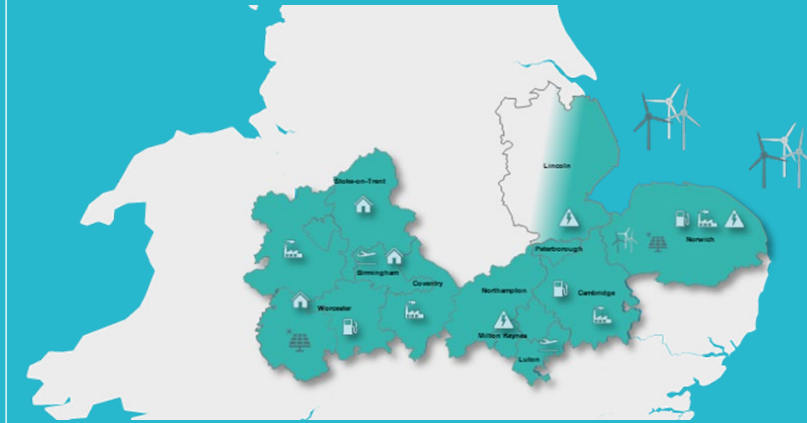 Stoke-on-Trent
Lincoln
Norwich
Peterborough
Birmingham
Coventry
Northampton
Cambridge
Worcester
Milton Keynes
Luton